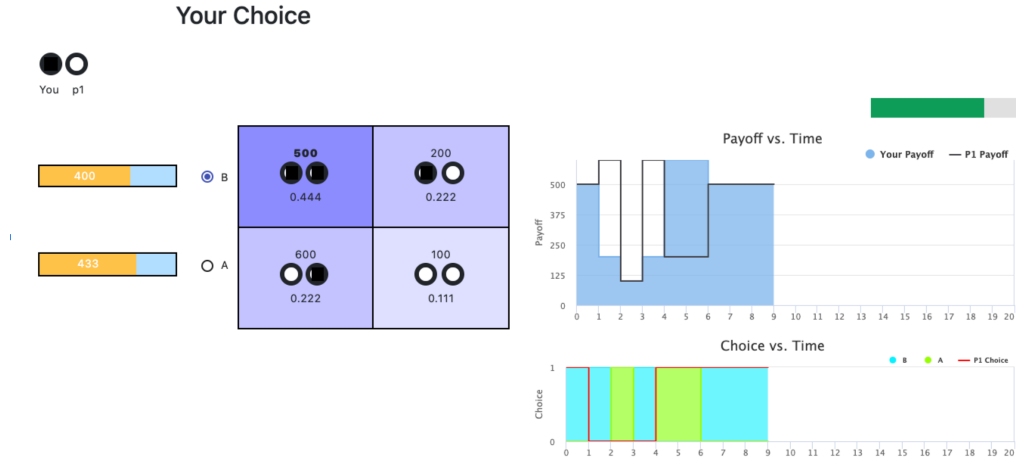 Your Choice
You p1
400 B
433 A
500 200
0.444 0.222
600 100
0.222 0.111
Payoff vs. Time
Your Payoff P1 Payoff
Payoff
500
375
250
125
0
0 1 2 3 4 5 6 7 8 9 10 11 12 13 14 15 16 17 18 19 20
Choice vs. Time
B A P1 Choice
Choice
1
0
0 1 2 3 4 5 6 7 8 9 10 11 12 13 14 15 16 17 18 19 20